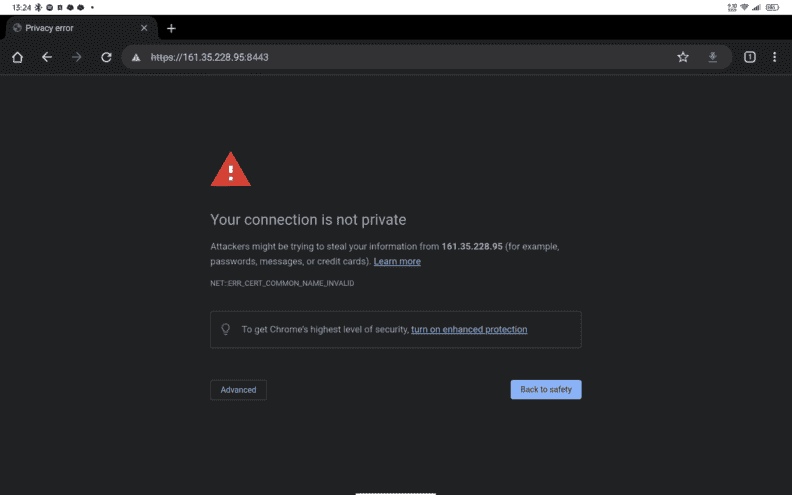 13:24
Privacy error
https://161.35.228.95:8443
1
Your connection is not private
Attackers might be trying to steal your information from 161.35.228.95 (for example,
passwords, messages, or credit cards). Learn more
NET::ERR_CERT_COMMON_NAME_INVALID
To get Chrome's highest level of security, turn on enhanced protection
Advanced
Back to safety